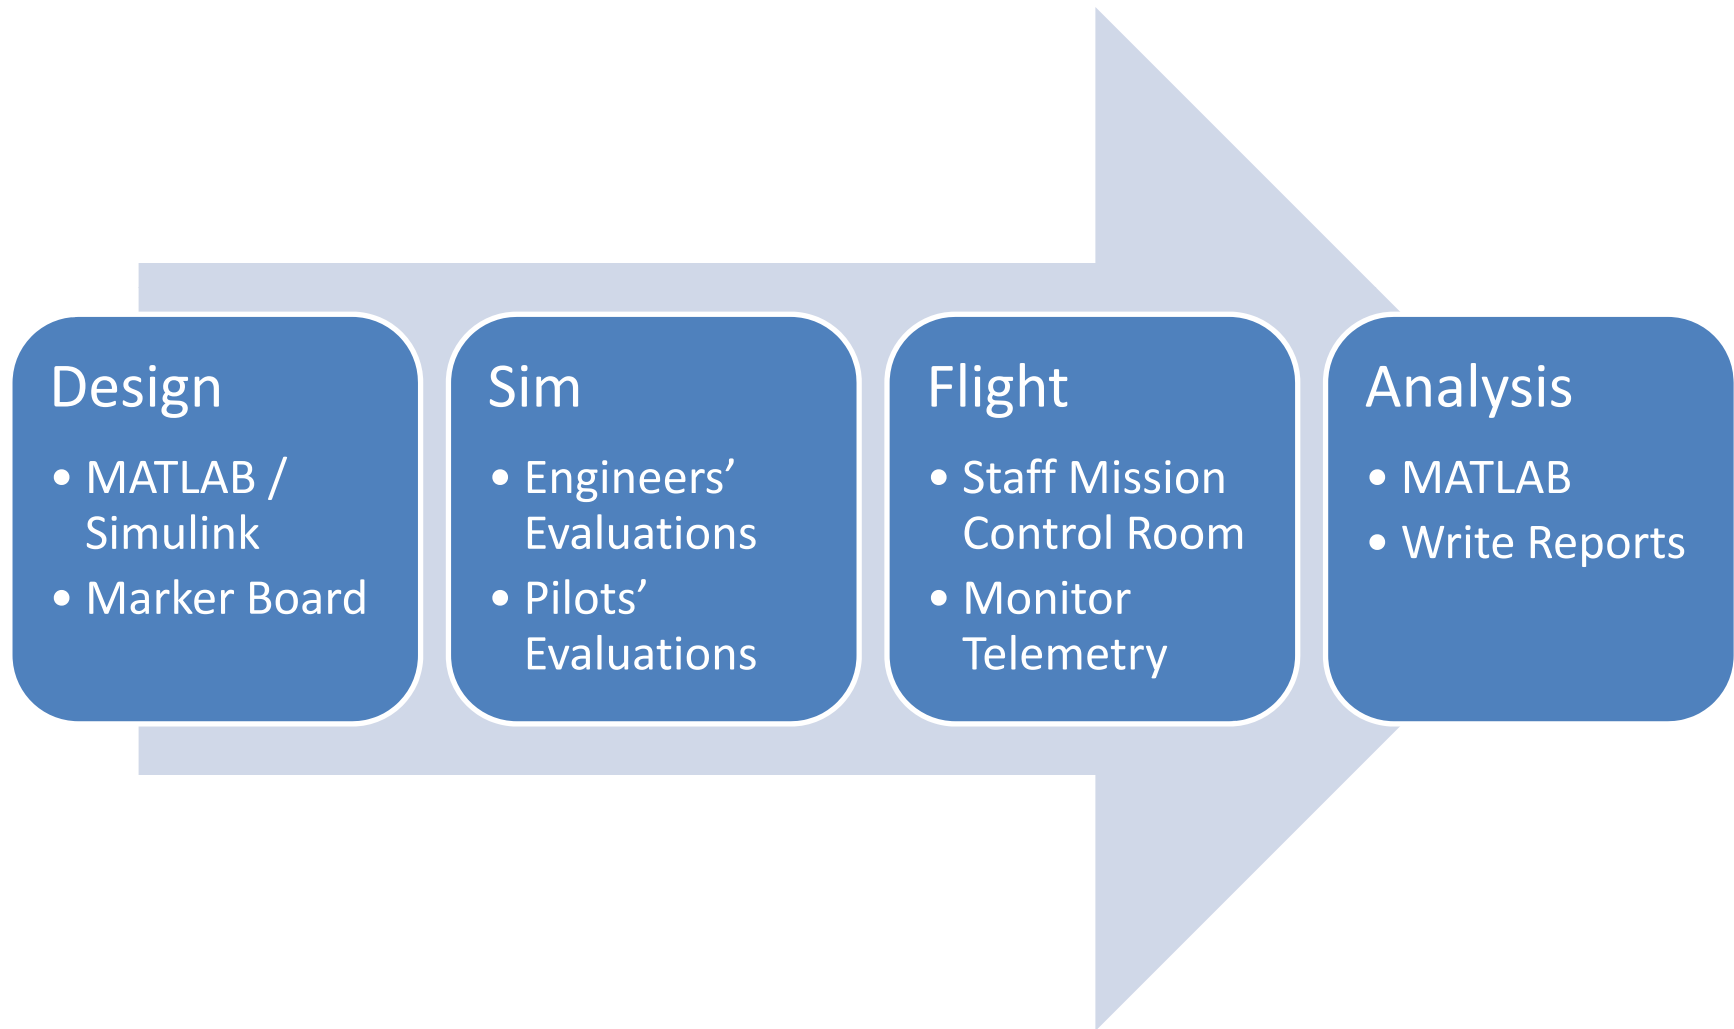 Design
• MATLAB /
Simulink
• Marker Board
Sim
• Engineers’
Evaluations
• Pilots’
Evaluations
Flight
• Staff Mission
Control Room
• Monitor
Telemetry
Analysis
• MATLAB
• Write Reports